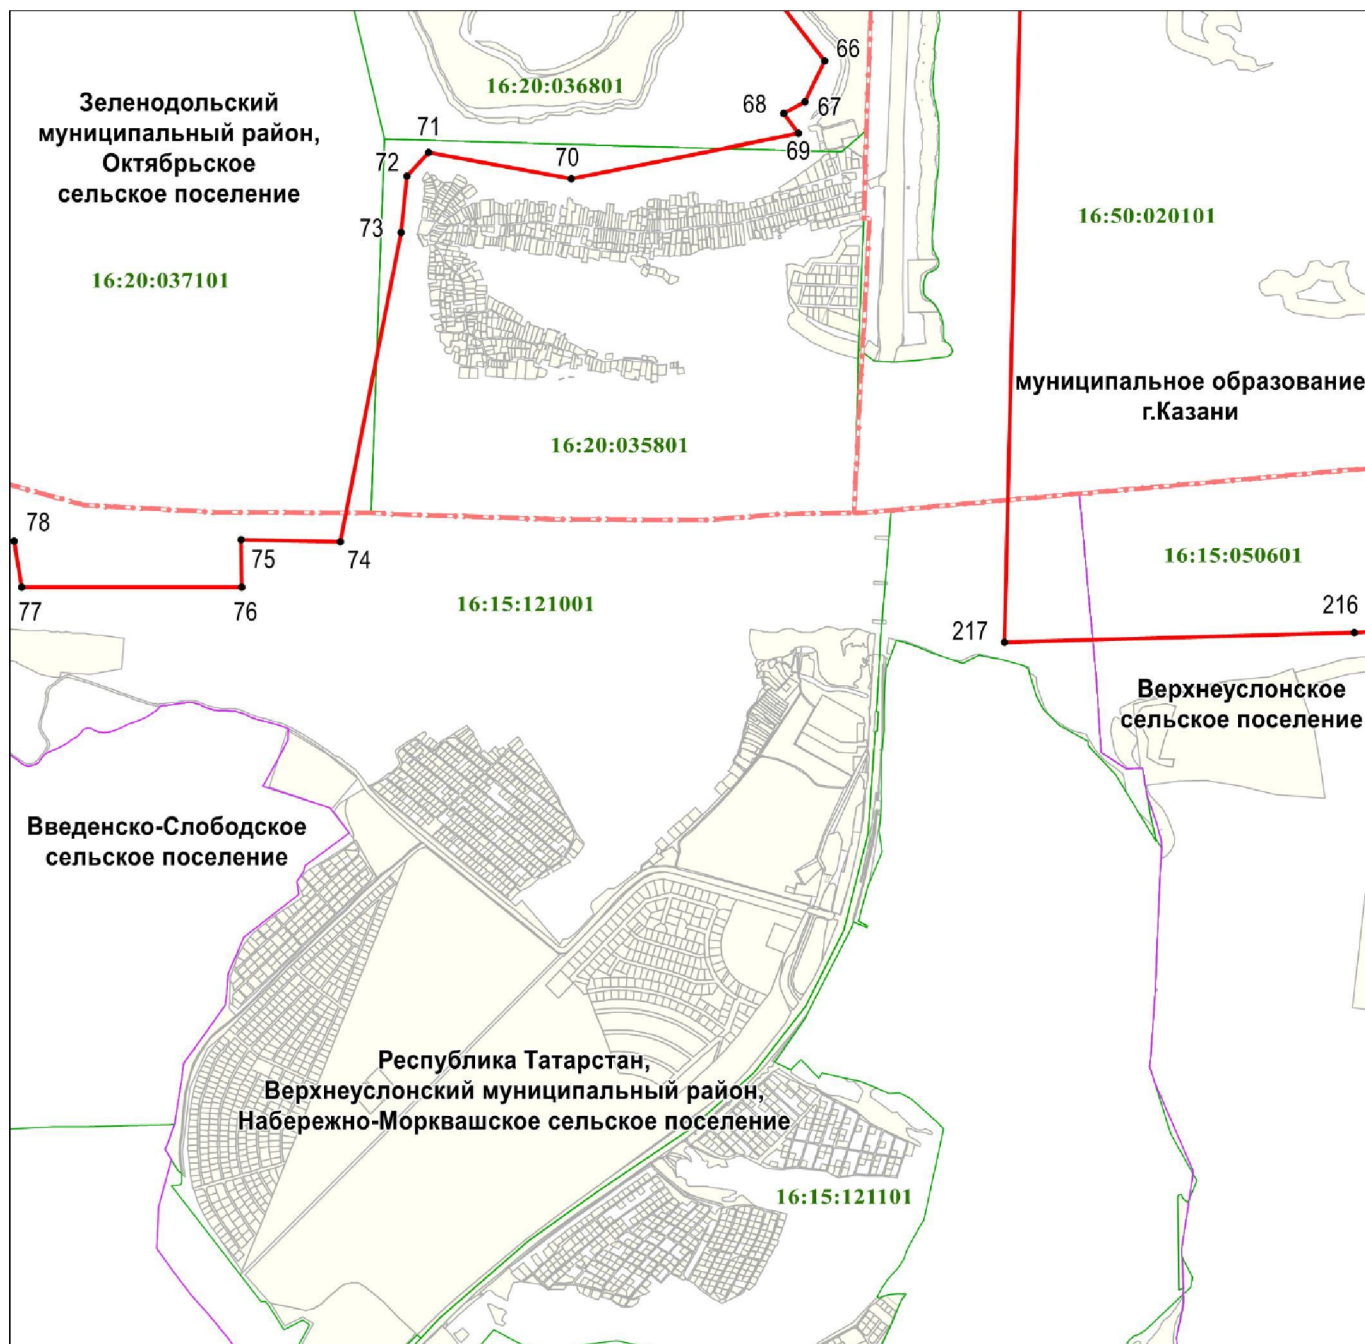 66
16:20:036801
Зеленодольский
муниципальный район,
Октябрьское
сельское поселение
68
67
71
69
70
72
73
16:50:020101
16:20:037101
муниципальное образование
г.Казани
16:20:035801
78
75
74
16:15:050601
77
76
16:15:121001
216
217
Верхнеуслонское
сельское поселение
Введенско-Слободское
сельское поселение
Республика Татарстан,
Верхнеуслонский муниципальный район,
Набережно-Морквашское сельское поселение
16:15:121101